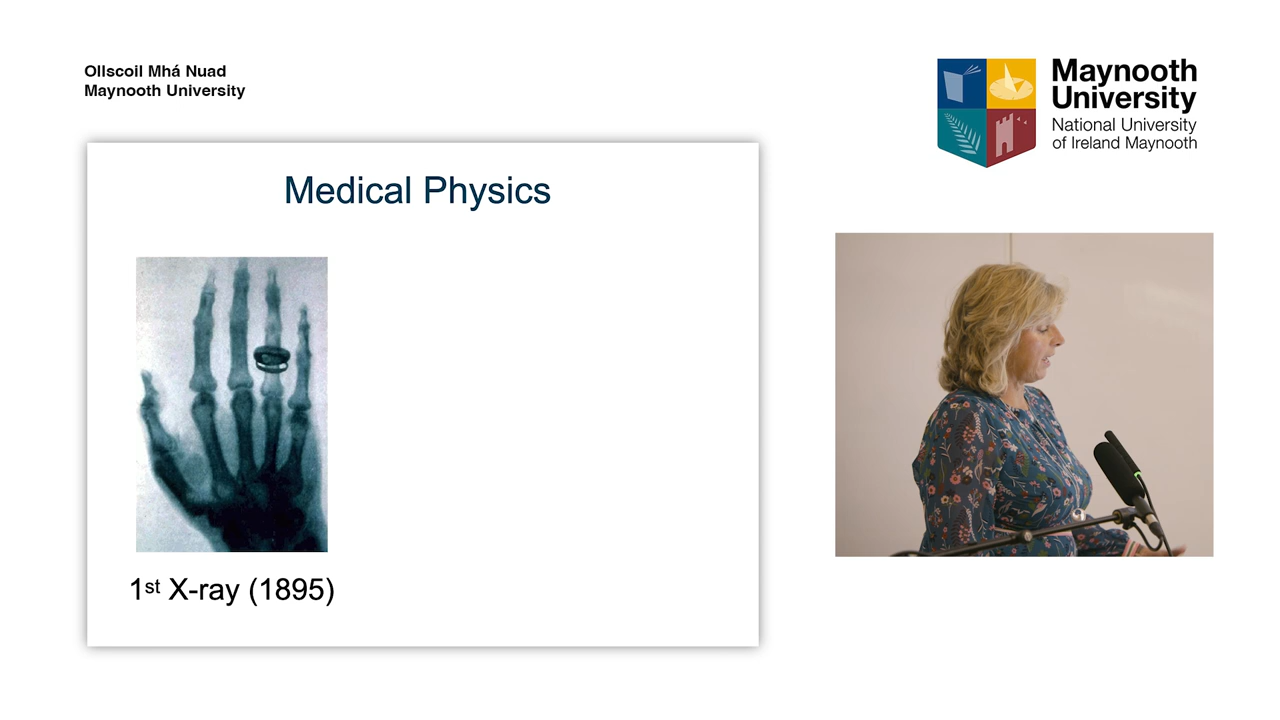 Ollscoil Mhá Nuad
Maynooth University
Maynooth
University
National University
of Ireland Maynooth
Medical Physics
1st X-ray (1895)